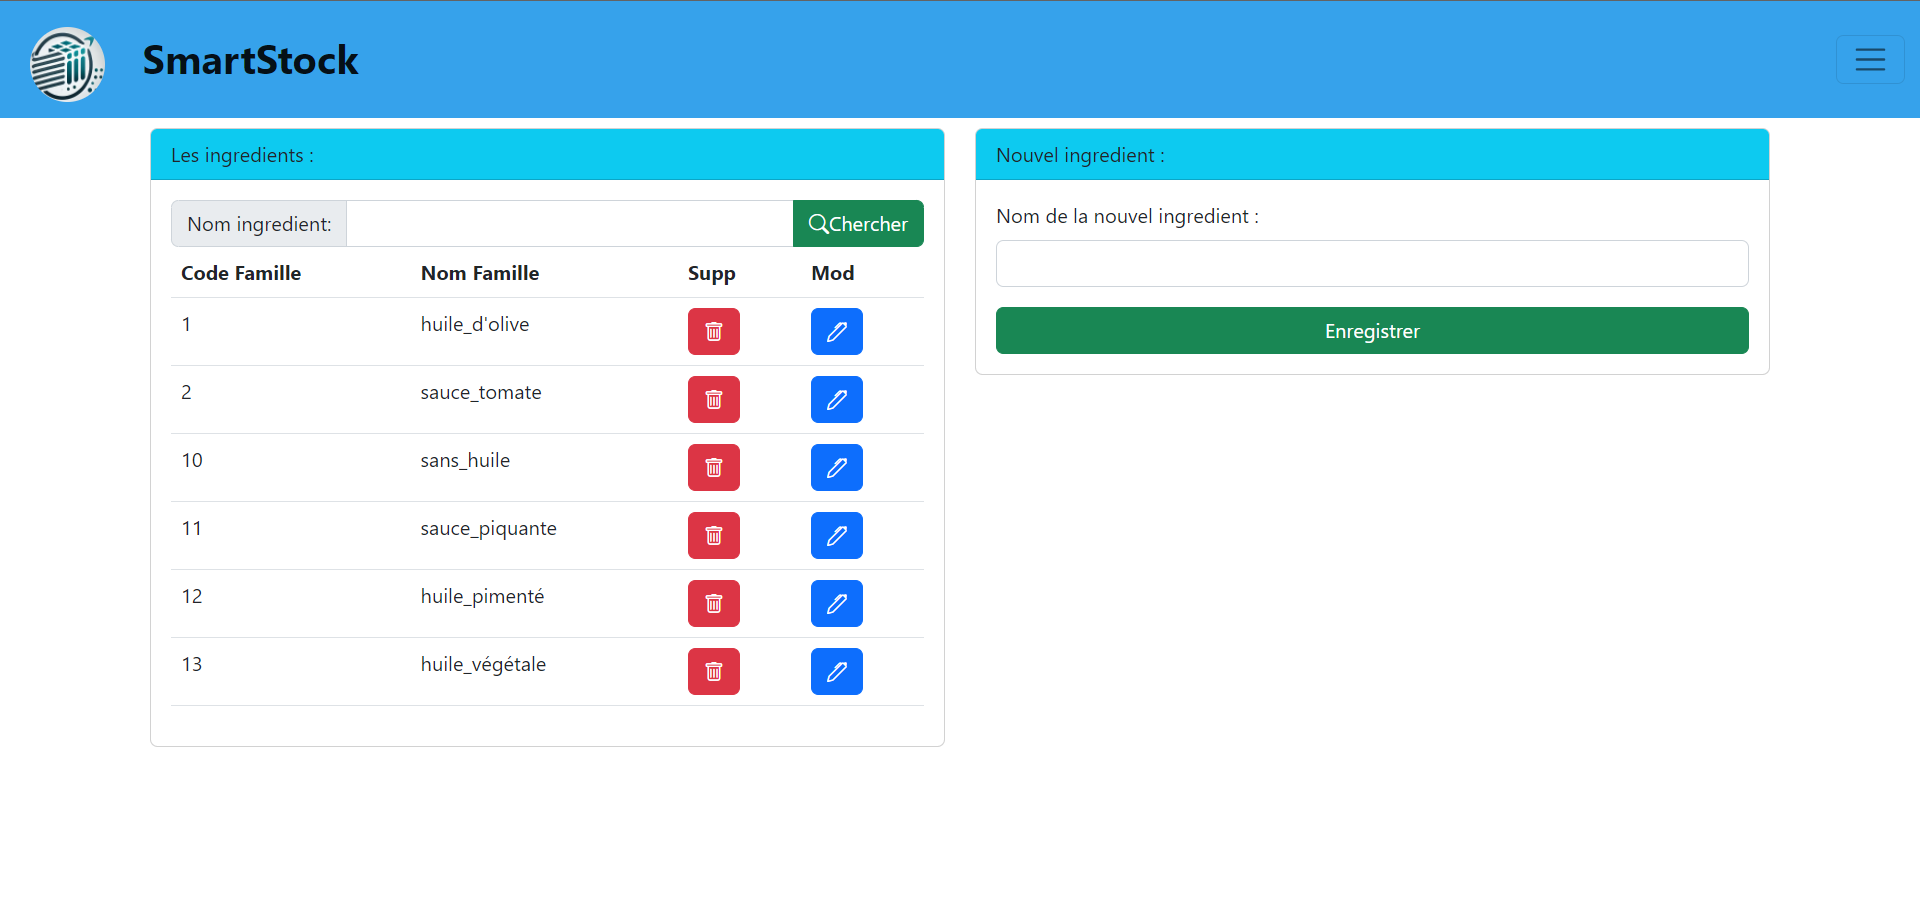 SmartStock
Les ingredients :
Nom ingredient:
Chercher
Code Famille Nom Famille Supp Mod
1 huile_d'olive
2 sauce_tomate
10 sans_huile
11 sauce_piquante
12 huile_pimenté
13 huile_végétale
Nouvel ingredient :
Nom de la nouvel ingredient :
Enregistrer